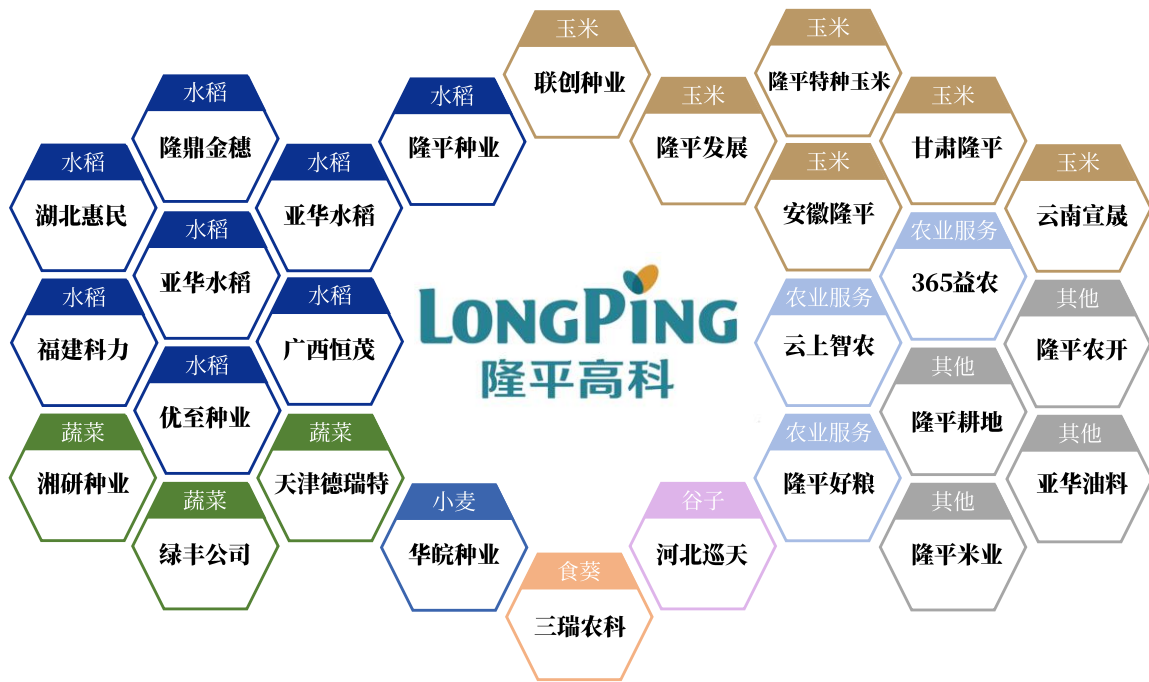 玉米
联创种业
玉米
隆平特种玉米
水稻
隆鼎金穗
水稻
隆平种业
玉米
隆平发展
玉米
甘肃隆平
水稻
湖北惠民
水稻
亚华水稻
玉米
安徽隆平
玉米
云南宣晟
水稻
亚华水稻
农业服务
365益农
水稻
福建科力
水稻
广西恒茂
LONGPING
隆平高科
农业服务
云上智农
其他
隆平农开
水稻
优至种业
其他
隆平耕地
蔬菜
湘研种业
蔬菜
天津德瑞特
农业服务
隆平好粮
其他
亚华油料
蔬菜
绿丰公司
小麦
华皖种业
谷子
河北巡天
其他
隆平米业
食葵
三瑞农科